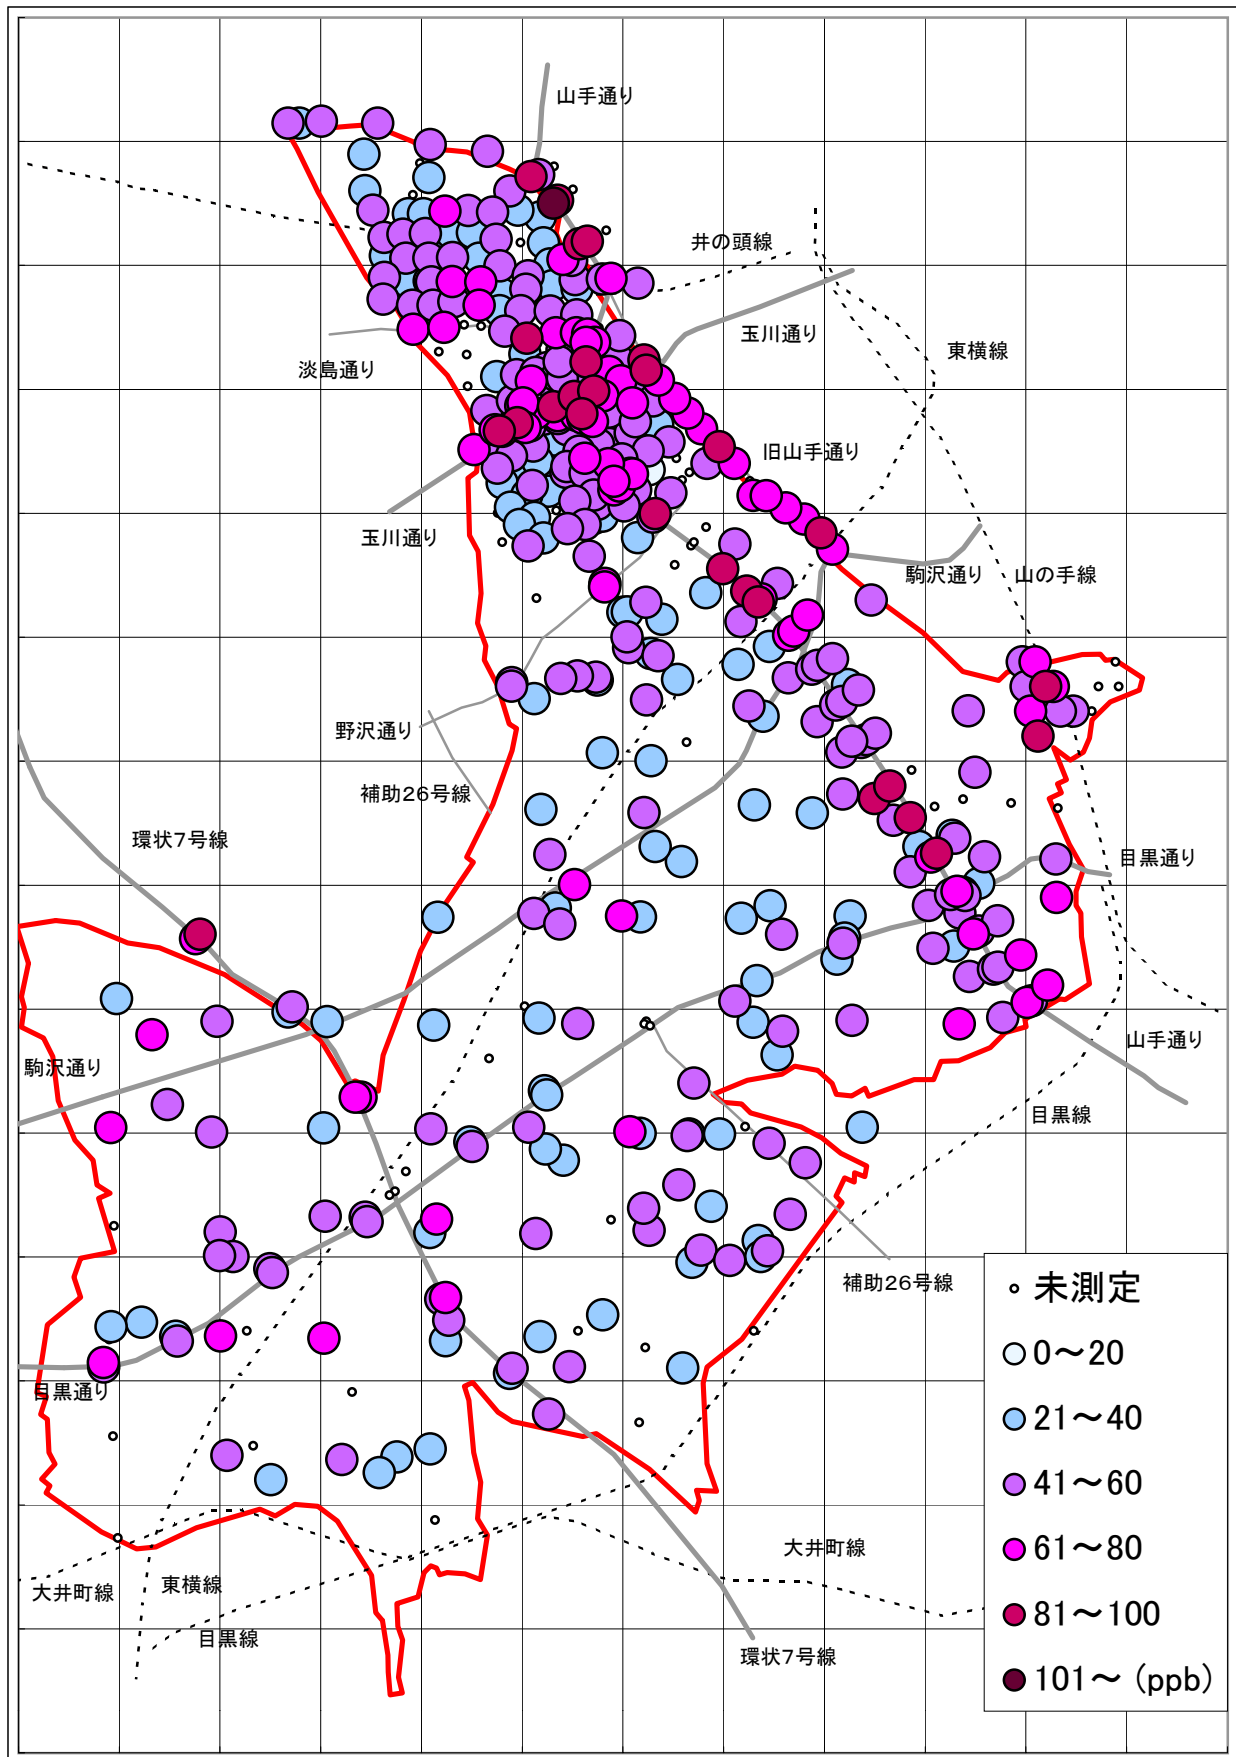 山手通り
井の頭線
玉川通り
東横線
淡島通り
旧山手通り
玉川通り
駒沢通り
山の手線
野沢通り
補助26号線
環状7号線
目黒通り
駒沢通り
山手通り
目黒線
補助26号線
目黒通り
大井町線
東横線
大井町線
目黒線
環状7号線
未測定
0～20
21～40
41～60
61～80
81～100
101～（ppb）